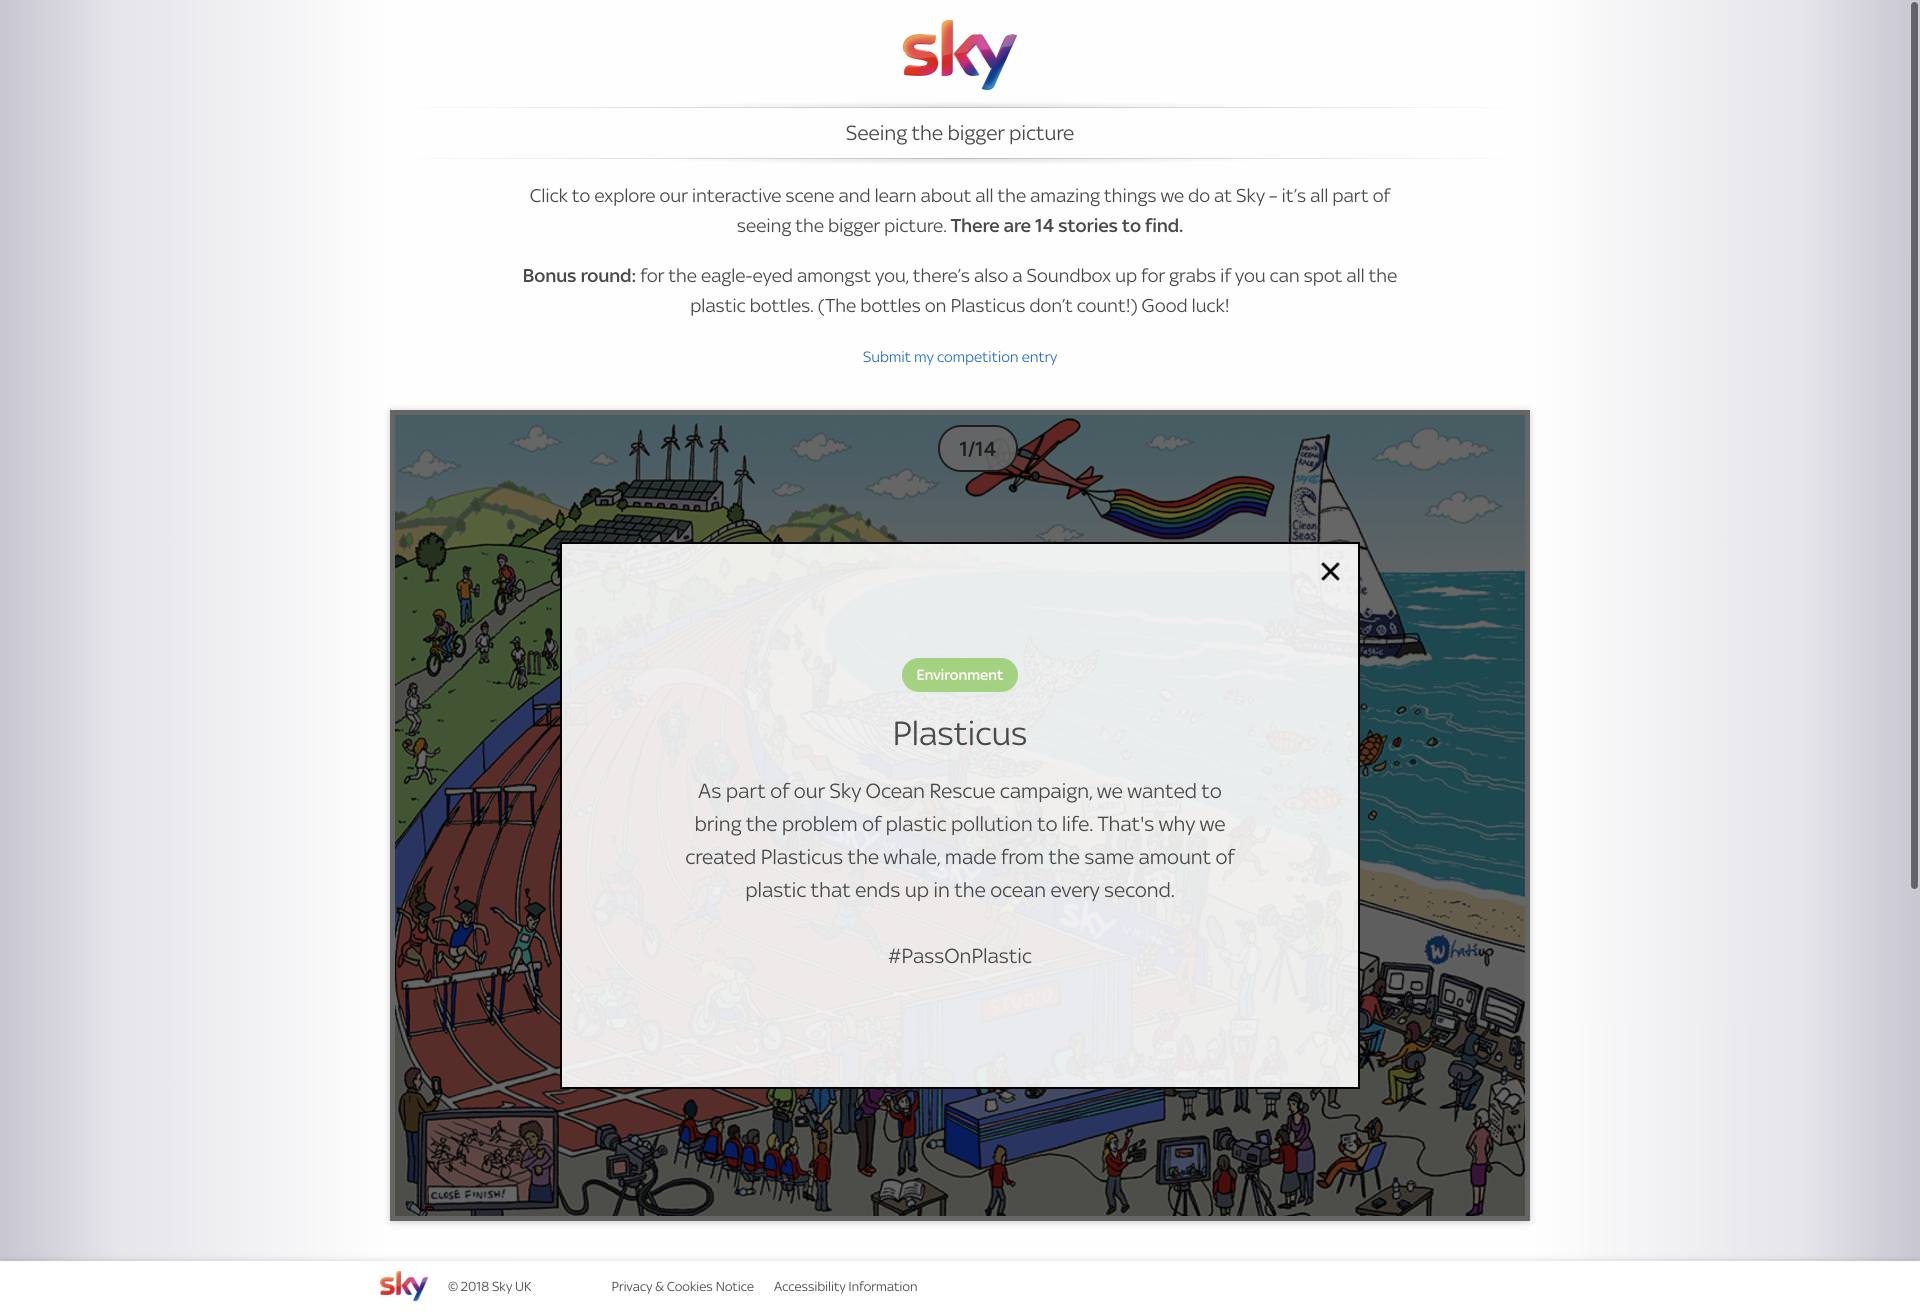 sky
Seeing the bigger picture
Click to explore our interactive scene and learn about all the amazing things we do at Sky – it's all part of
seeing the bigger picture. There are 14 stories to find.
Bonus round: for the eagle-eyed amongst you, there's also a Soundbox up for grabs if you can spot all the
plastic bottles. (The bottles on Plasticus don't count!) Good luck!
Submit my competition entry
1/14
Clean
Seas
Environment
Plasticus
As part of our Sky Ocean Rescue campaign, we wanted to
bring the problem of plastic pollution to life. That's why we
created Plasticus the whale, made from the same amount of
plastic that ends up in the ocean every second.
#PassOnPlastic
sky
STUDIO
CLOSE FINISH!
sky
© 2018 Sky UK
Privacy & Cookies Notice
Accessibility Information